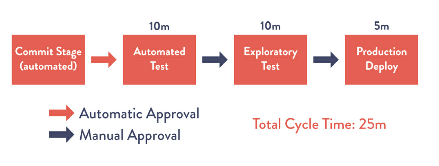 10m
10m
5m
Commit Stage
(automated)
Automated
Test
Exploratory
Test
Production
Deploy
Automatic Approval
Manual Approval
Total Cycle Time: 25m